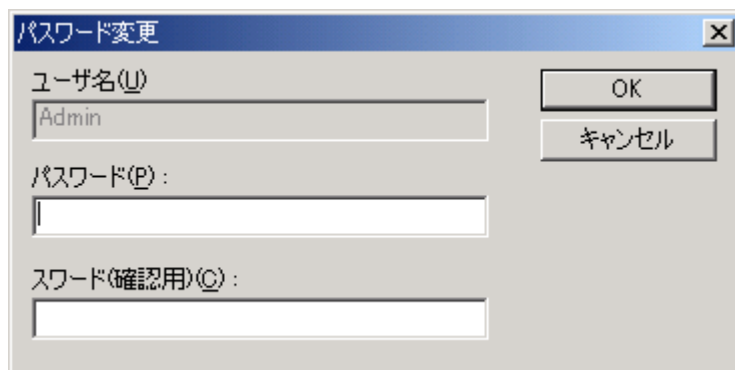 パスワード変更
ユーザ名(U)
Admin
OK
キャンセル
パスワード(P) :
スワード(確認用)(C) :